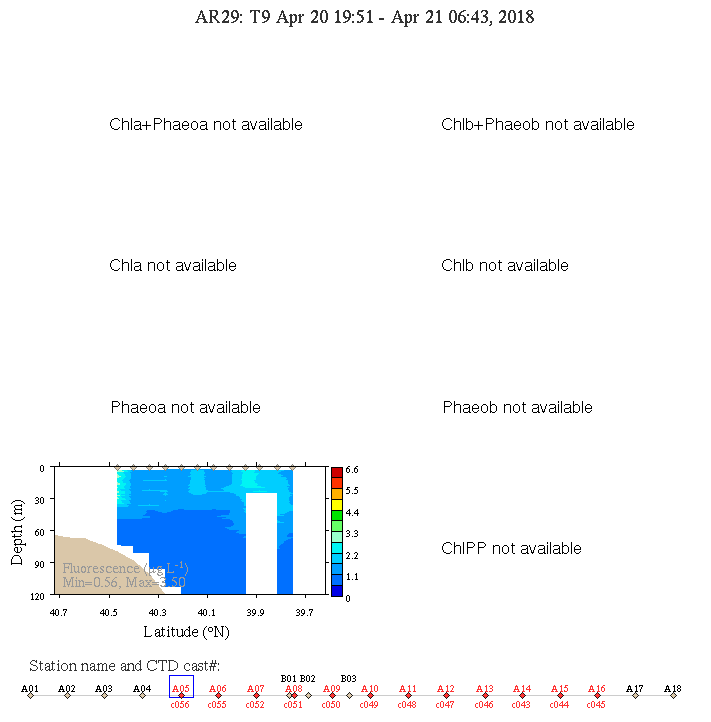 AR29: T9 Apr 20 19:51 - Apr 21 06:43, 2018
Chla+Phaeoa not available
Chlb+Phaeob not available
Chla not available
Chlb not available
Phaeoa not available
Phaeob not available
0
30
60
90
120
Depth (m)
Fluorescence (μg L-1)
Min=0.56, Max=3.50
40.7 40.5 40.3 40.1 39.9 39.7
Latitude (°N)
6.6
5.5
4.4
3.3
2.2
1.1
0
ChlPP not available
Station name and CTD cast#:
B01 B02 B03
A01 A02 A03 A04 A05 A06 A07 A08 A09 A10 A11 A12 A13 A14 A15 A16 A17 A18
c056 c055 c052 c051 c050 c049 c048 c047 c046 c043 c044 c045